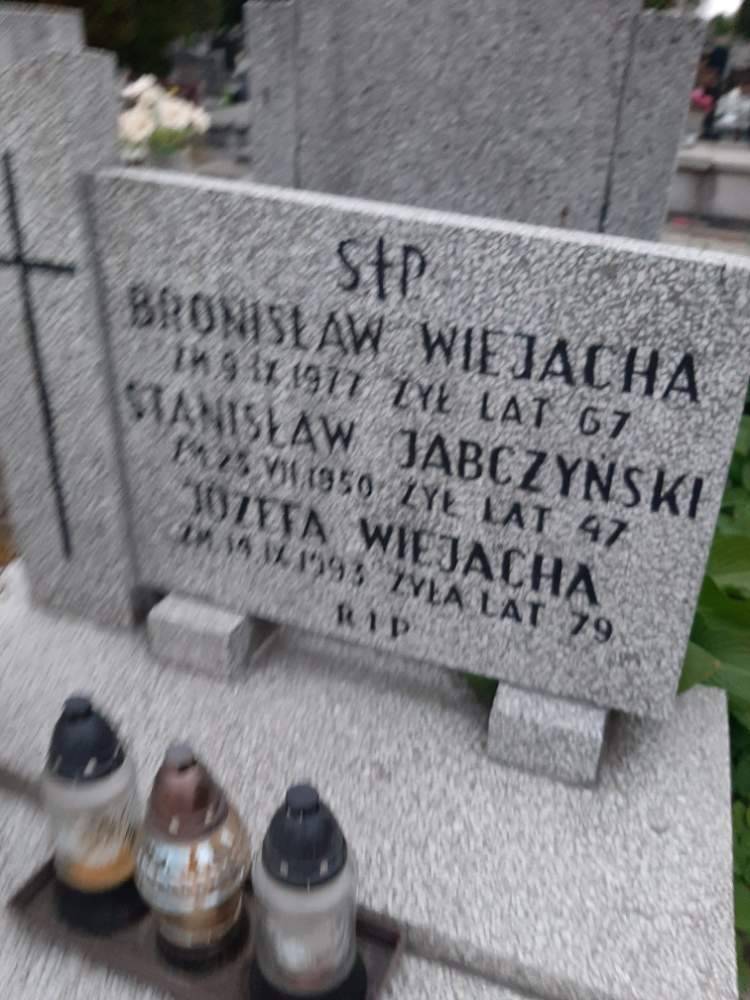 S†P
BRONISŁAW WIEJACHA
ZM. 9.IX.1977 ŻYŁ LAT 67
STANISŁAW JABCZYŃSKI
ZM. 23.VII.1950 ŻYŁ LAT 47
JÓZEFA WIEJACHA
ZM. 14.IX.1993 ŻYŁA LAT 79
R I P